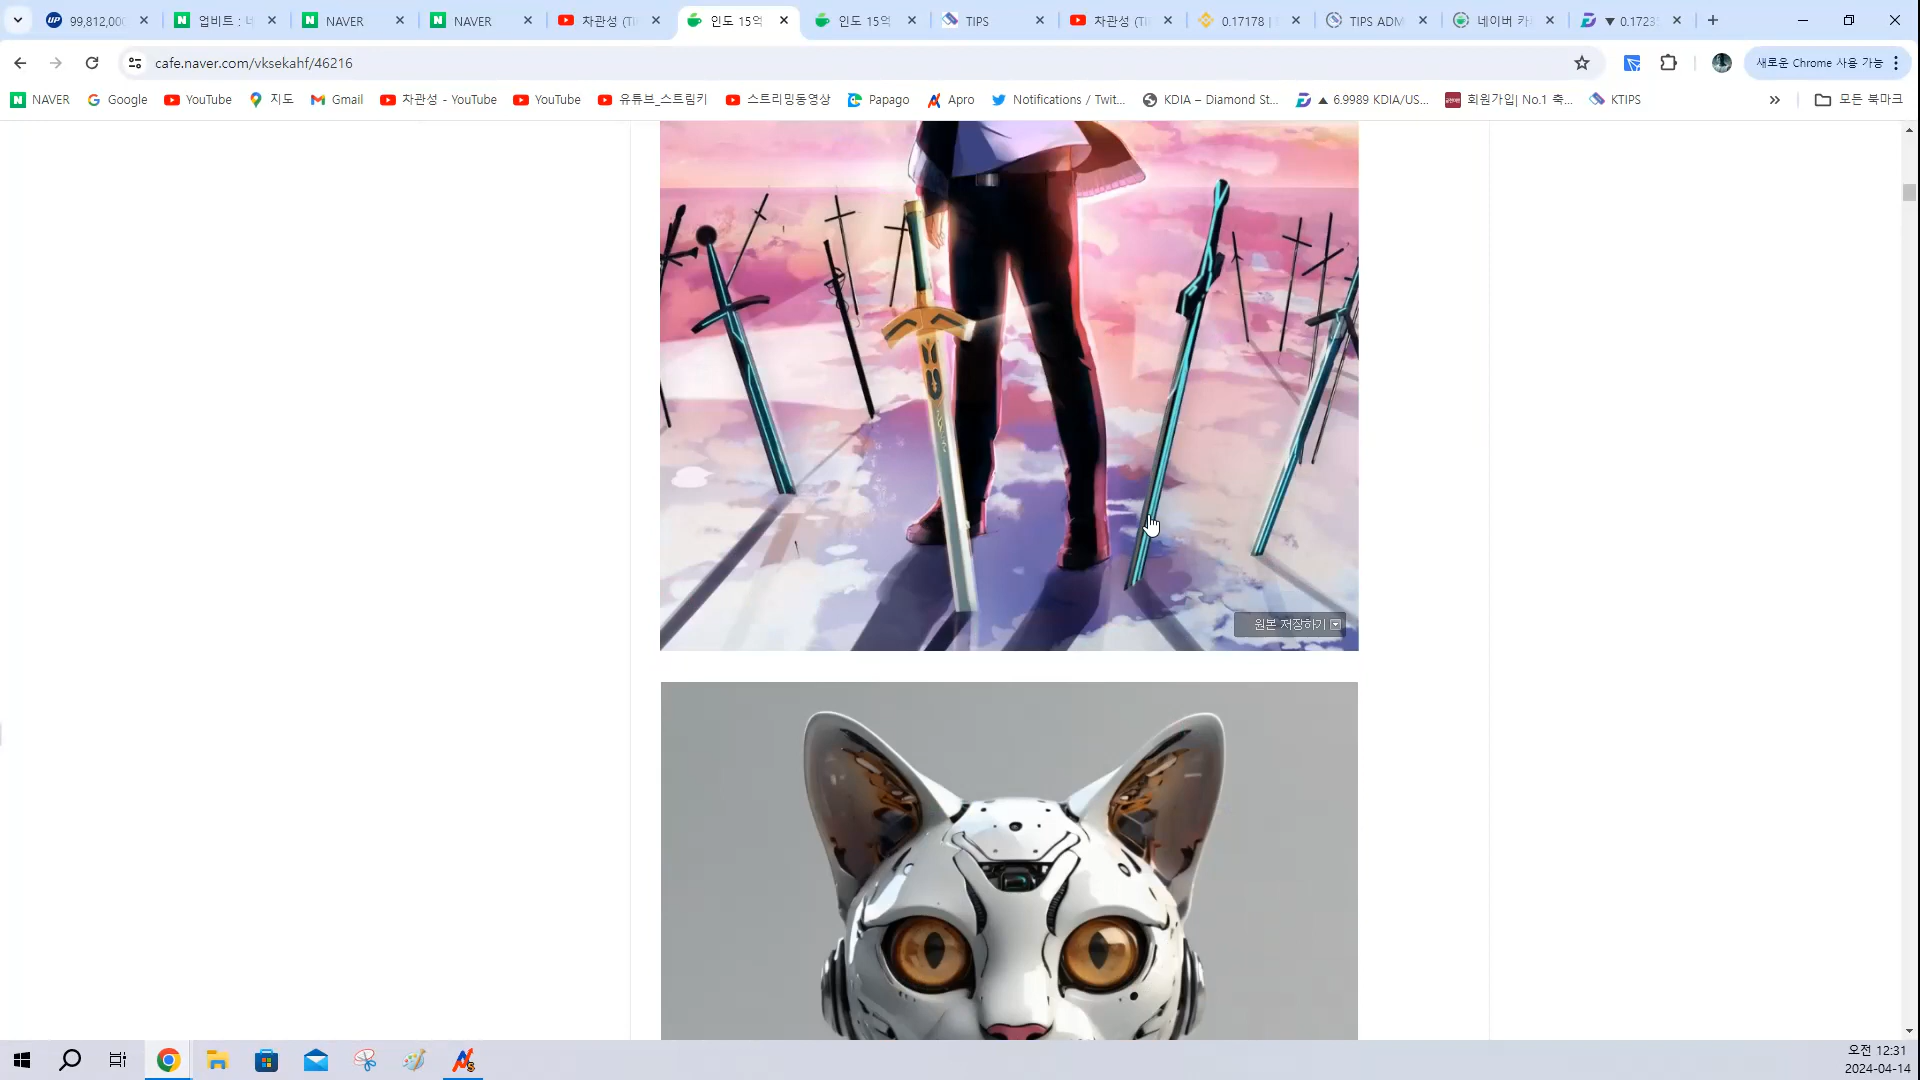 99,812,000
업비트 : 네
NAVER
NAVER
차관성 (Ti
인도 15억
인도 15억
TIPS
차관성 (Ti
0.17178 |
TIPS ADM
네이버 카
▼ 0.1723
cafe.naver.com/vksekahf/46216
새로운 Chrome 사용 가능
NAVER
Google
YouTube
지도
Gmail
차관성 - YouTube
YouTube
유튜브_스트림키
스트리밍동영상
Papago
Apro
Notifications / Twit...
KDIA – Diamond St...
▲ 6.9989 KDIA/US...
회원가입| No.1 축...
KTIPS
모든 북마크
원본 저장하기
오전 12:31
2024-04-14